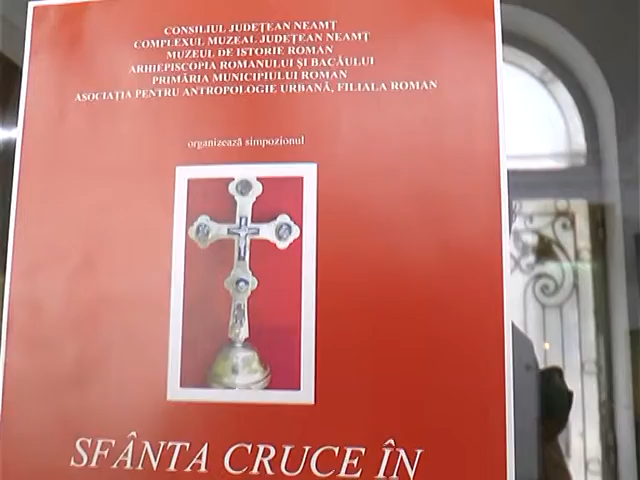 CONSILIUL JUDEȚEAN NEAMȚ
COMPLEXUL MUZEAL JUDEȚEAN NEAMȚ
MUZEUL DE ISTORIE ROMAN
ARHIEPISCOPIA ROMANULUI ȘI BACĂULUI
PRIMĂRIA MUNICIPIULUI ROMAN
ASOCIAȚIA PENTRU ANTROPOLOGIE URBANĂ, FILIALA ROMAN
organizează simpozionul
SFÂNTA CRUCE ÎN